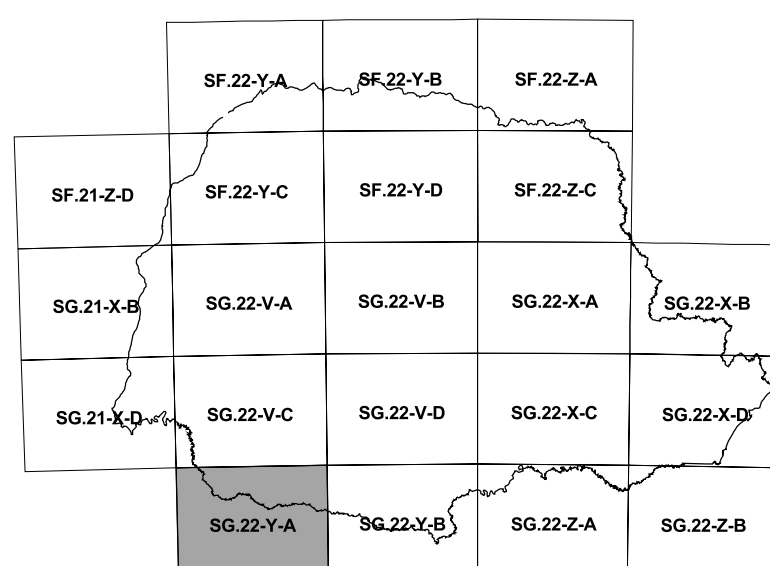 SF.22-Y-A SF.22-Y-B SF.22-Z-A
SF.21-Z-D SF.22-Y-C SF.22-Y-D SF.22-Z-C
SG.21-X-B SG.22-V-A SG.22-V-B SG.22-X-A SG.22-X-B
SG.21-X-D SG.22-V-C SG.22-V-D SG.22-X-C SG.22-X-D
SG.22-Y-A SG.22-Y-B SG.22-Z-A SG.22-Z-B